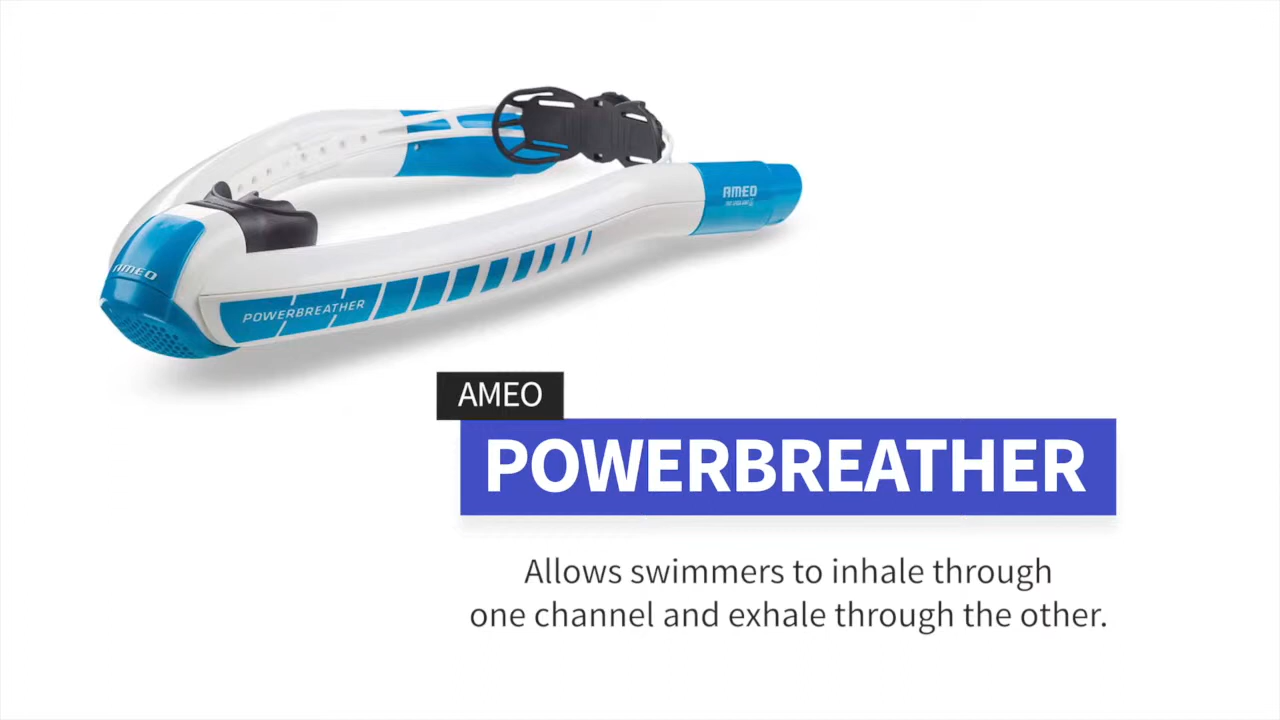 AMEO
AMEO
POWERBREATHER
AMEO
POWERBREATHER
Allows swimmers to inhale through
one channel and exhale through the other.